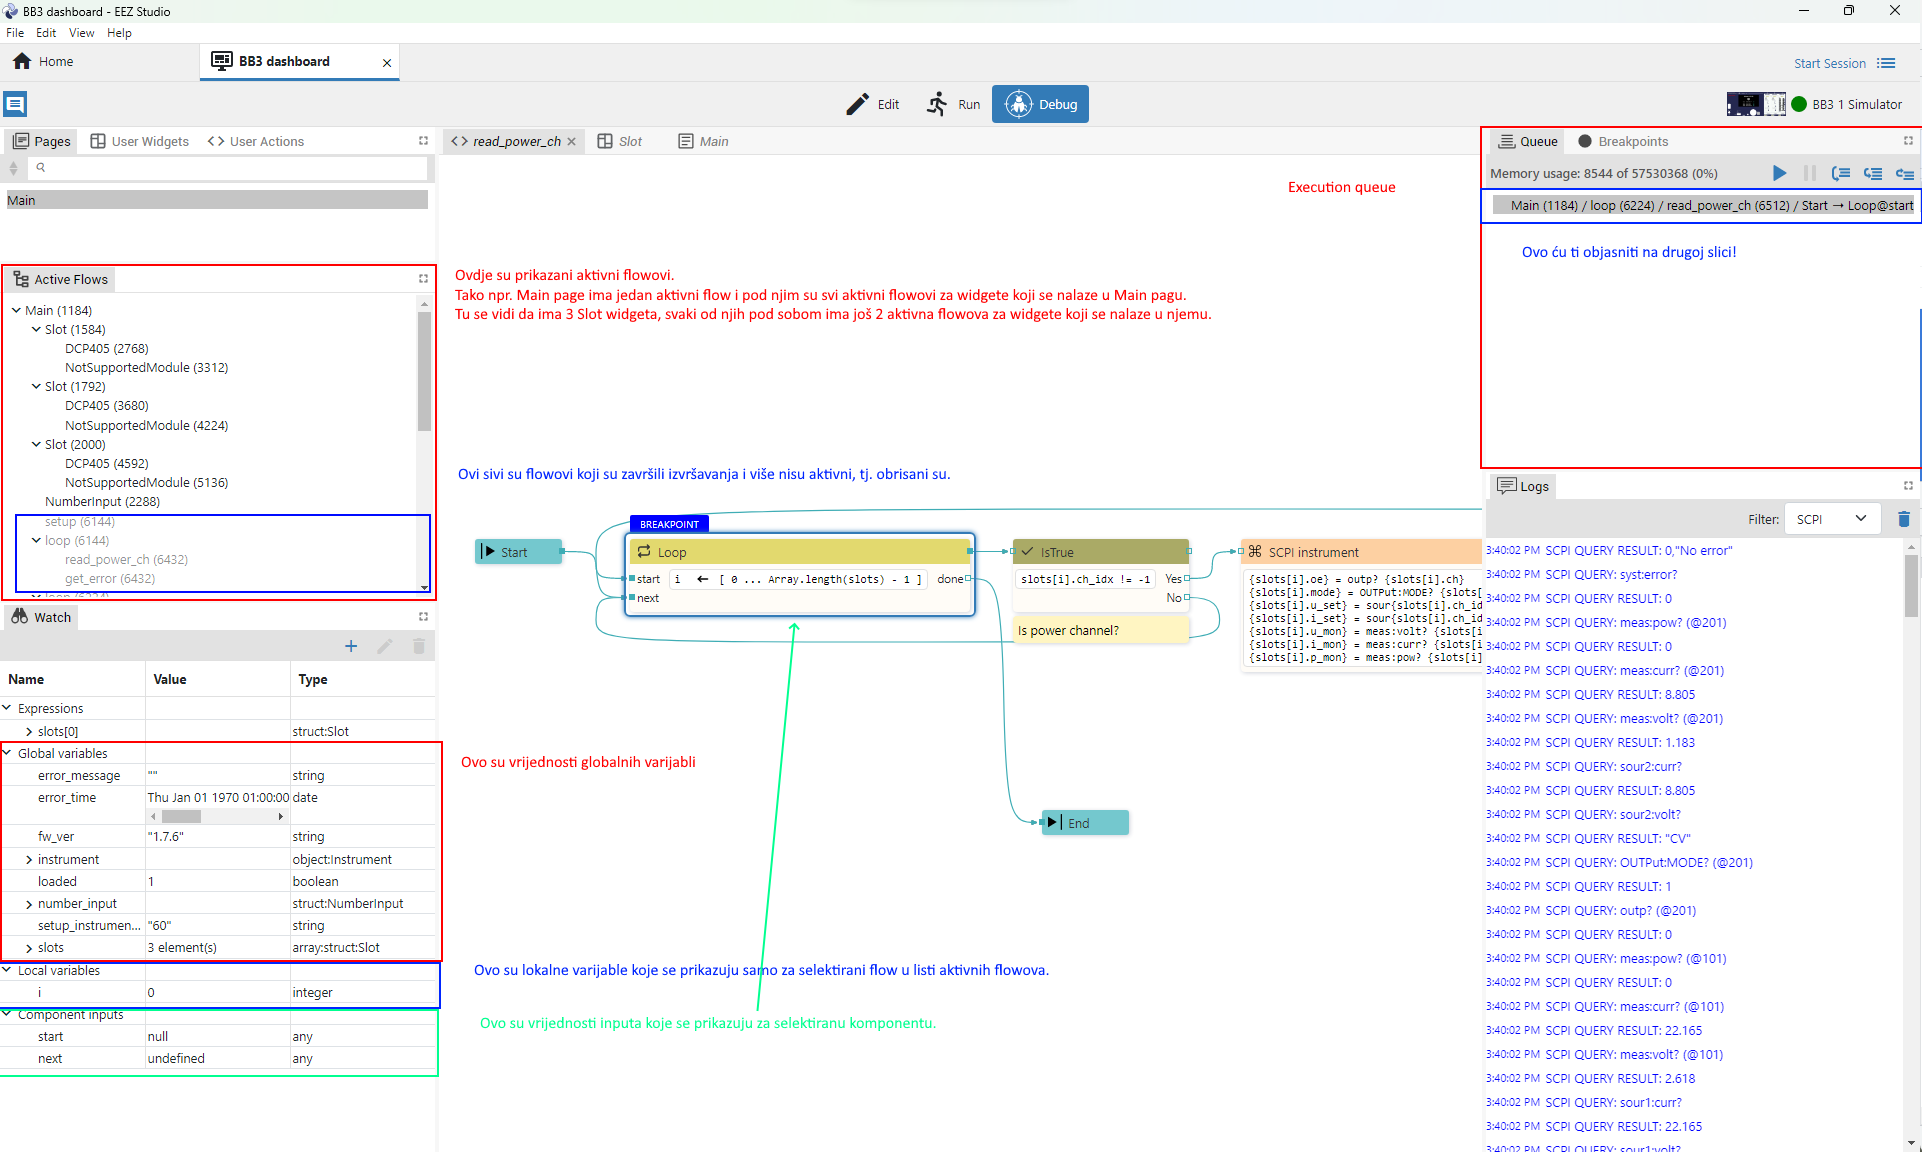 BB3 dashboard - EEZ Studio
File Edit View Help
Home
BB3 dashboard
Start Session
Edit
Run
Debug
BB3 1 Simulator
Pages
User Widgets
User Actions
Main
Active Flows
Main (1184)
Slot (1584)
DCP405 (2768)
NotSupportedModule (3312)
Slot (1792)
DCP405 (3680)
NotSupportedModule (4224)
Slot (2000)
DCP405 (4592)
NotSupportedModule (5136)
NumberInput (2288)
setup (6144)
loop (6144)
read_power_ch (6432)
get_error (6432)
loop (6224)
Watch
Name Value Type
Expressions
slots[0] struct:Slot
Global variables
error_message "" string
error_time Thu Jan 01 1970 01:00:00 date
fw_ver "1.7.6" string
instrument object:Instrument
loaded 1 boolean
number_input struct:NumberInput
setup_instrumen... "60" string
slots 3 element(s) array:struct:Slot
Local variables
i 0 integer
Component inputs
start null any
next undefined any
read_power_ch
Slot
Main
Execution queue
Ovdje su prikazani aktivni flowovi.
Tako npr. Main page ima jedan aktivni flow i pod njim su svi aktivni flowovi za widgete koji se nalaze u Main pagu.
Tu se vidi da ima 3 Slot widgeta, svaki od njih pod sobom ima još 2 aktivna flowova za widgete koji se nalaze u njemu.
Ovi sivi su flowovi koji su završili izvršavanja i više nisu aktivni, tj. obrisani su.
BREAKPOINT
Start
Loop
start i ← [ 0 ... Array.length(slots) - 1 ] done
next
IsTrue
slots[i].ch_idx != -1 Yes
No
Is power channel?
SCPI instrument
{slots[i].oe} = outp? {slots[i].ch}
{slots[i].mode} = OUTPut:MODE? {slots[i]
{slots[i].u_set} = sour{slots[i].ch_id
{slots[i].i_set} = sour{slots[i].ch_id
{slots[i].u_mon} = meas:volt? {slots[i
{slots[i].i_mon} = meas:curr? {slots[i
{slots[i].p_mon} = meas:pow? {slots[i]
End
Ovo su vrijednosti globalnih varijabli
Ovo su lokalne varijable koje se prikazuju samo za selektirani flow u listi aktivnih flowova.
Ovo su vrijednosti inputa koje se prikazuju za selektiranu komponentu.
Queue
Breakpoints
Memory usage: 8544 of 57530368 (0%)
Main (1184) / loop (6224) / read_power_ch (6512) / Start → Loop@start
Ovo ću ti objasniti na drugoj slici!
Logs
Filter: SCPI
3:40:02 PM SCPI QUERY RESULT: 0,"No error"
3:40:02 PM SCPI QUERY: syst:error?
3:40:02 PM SCPI QUERY RESULT: 0
3:40:02 PM SCPI QUERY: meas:pow? (@201)
3:40:02 PM SCPI QUERY RESULT: 0
3:40:02 PM SCPI QUERY: meas:curr? (@201)
3:40:02 PM SCPI QUERY RESULT: 8.805
3:40:02 PM SCPI QUERY: meas:volt? (@201)
3:40:02 PM SCPI QUERY RESULT: 1.183
3:40:02 PM SCPI QUERY: sour2:curr?
3:40:02 PM SCPI QUERY RESULT: 8.805
3:40:02 PM SCPI QUERY: sour2:volt?
3:40:02 PM SCPI QUERY RESULT: "CV"
3:40:02 PM SCPI QUERY: OUTPut:MODE? (@201)
3:40:02 PM SCPI QUERY RESULT: 1
3:40:02 PM SCPI QUERY: outp? (@201)
3:40:02 PM SCPI QUERY RESULT: 0
3:40:02 PM SCPI QUERY: meas:pow? (@101)
3:40:02 PM SCPI QUERY RESULT: 0
3:40:02 PM SCPI QUERY: meas:curr? (@101)
3:40:02 PM SCPI QUERY RESULT: 22.165
3:40:02 PM SCPI QUERY: meas:volt? (@101)
3:40:02 PM SCPI QUERY RESULT: 2.618
3:40:02 PM SCPI QUERY: sour1:curr?
3:40:02 PM SCPI QUERY RESULT: 22.165
3:40:02 PM SCPI QUERY: sour1:volt?